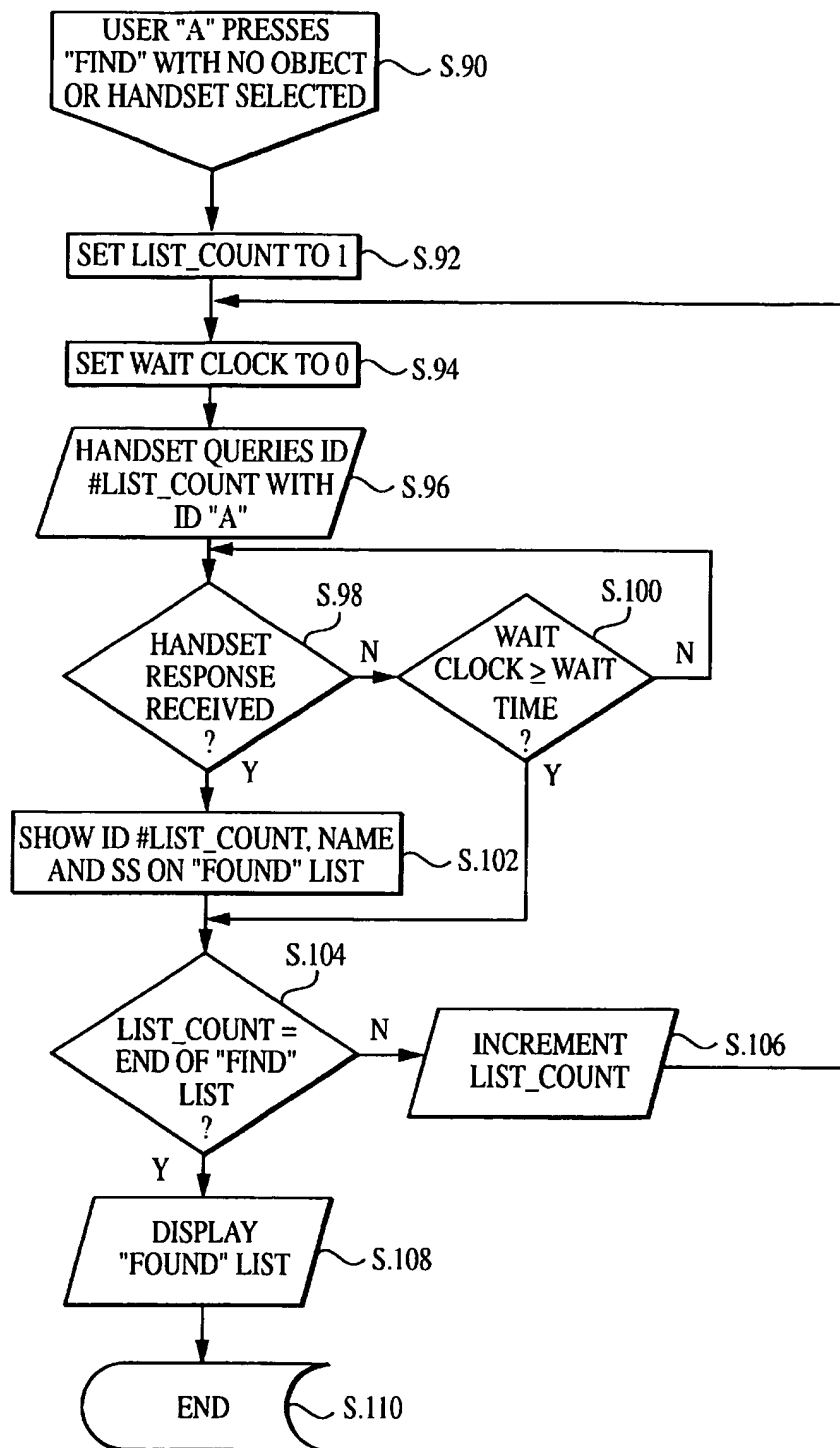 USER "A" PRESSES
"FIND" WITH NO OBJECT
OR HANDSET SELECTED
S.90
SET LIST_COUNT TO 1
S.92
SET WAIT CLOCK TO 0
S.94
HANDSET QUERIES ID
#LIST_COUNT WITH
ID "A"
S.96
S.98
HANDSET
RESPONSE
RECEIVED
?
N
Y
S.100
WAIT
CLOCK ≥ WAIT
TIME
?
N
Y
SHOW ID #LIST_COUNT, NAME
AND SS ON "FOUND" LIST
S.102
S.104
LIST_COUNT =
END OF "FIND"
LIST
?
N
Y
INCREMENT
LIST_COUNT
S.106
DISPLAY
"FOUND" LIST
S.108
END
S.110